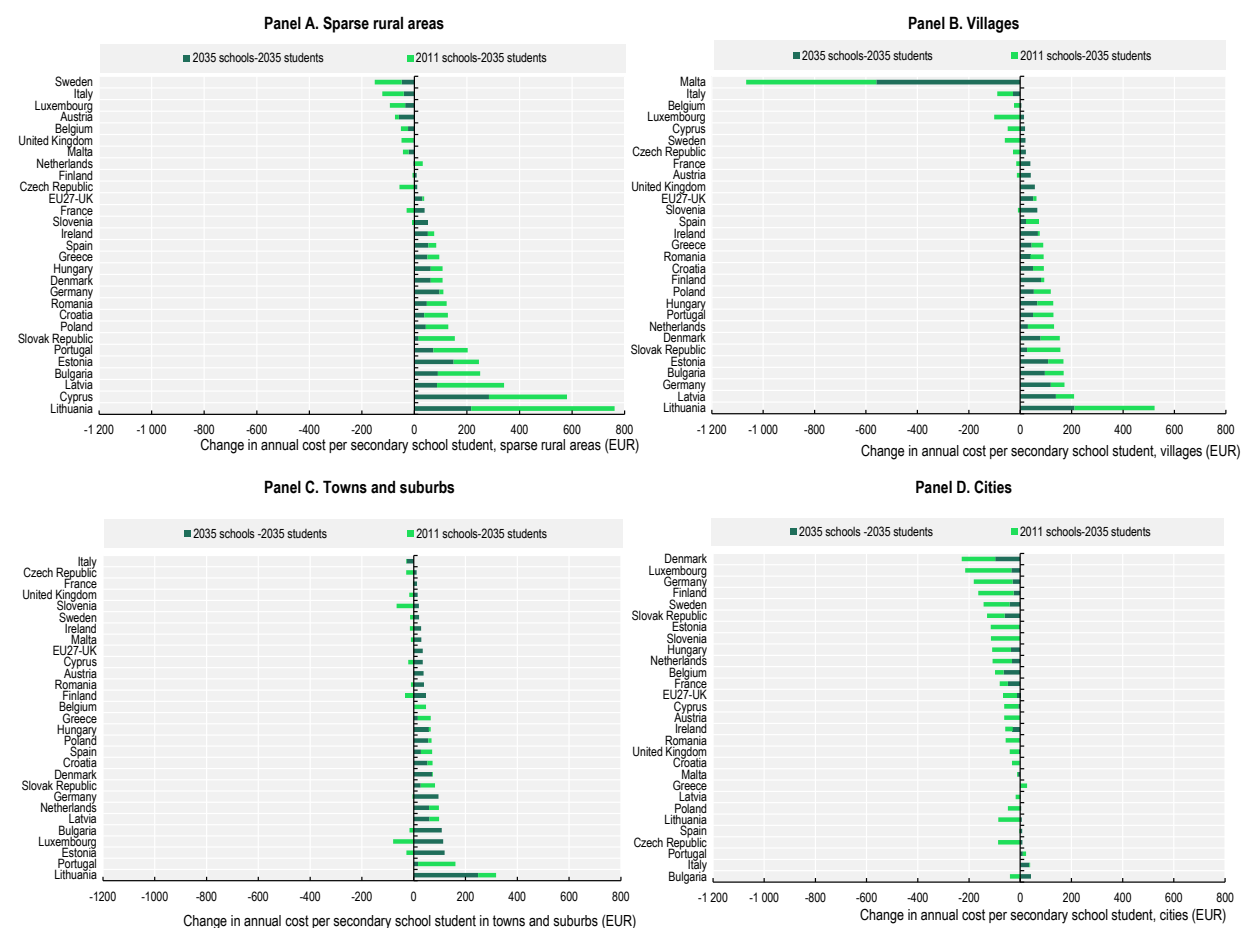 Panel A. Sparse rural areas
2035 schools-2035 students
2011 schools-2035 students
Sweden
Italy
Luxembourg
Austria
Belgium
United Kingdom
Malta
Netherlands
Finland
Czech Republic
EU27-UK
France
Slovenia
Ireland
Spain
Greece
Hungary
Denmark
Germany
Romania
Croatia
Poland
Slovak Republic
Portugal
Estonia
Bulgaria
Latvia
Cyprus
Lithuania
-1 200 -1 000 -800 -600 -400 -200 0 200 400 600 800
Change in annual cost per secondary school student, sparse rural areas (EUR)
Panel B. Villages
2035 schools-2035 students
2011 schools-2035 students
Malta
Italy
Belgium
Luxembourg
Cyprus
Sweden
Czech Republic
France
Austria
United Kingdom
EU27-UK
Slovenia
Spain
Ireland
Greece
Romania
Croatia
Finland
Poland
Hungary
Portugal
Netherlands
Denmark
Slovak Republic
Estonia
Bulgaria
Germany
Latvia
Lithuania
-1 200 -1 000 -800 -600 -400 -200 0 200 400 600 800
Change in annual cost per secondary school student, villages (EUR)
Panel C. Towns and suburbs
2035 schools -2035 students
2011 schools-2035 students
Italy
Czech Republic
France
United Kingdom
Slovenia
Sweden
Ireland
Malta
EU27-UK
Cyprus
Austria
Romania
Finland
Belgium
Greece
Hungary
Poland
Spain
Croatia
Denmark
Slovak Republic
Germany
Netherlands
Latvia
Bulgaria
Luxembourg
Estonia
Portugal
Lithuania
-1200 -1000 -800 -600 -400 -200 0 200 400 600 800
Change in annual cost per secondary school student in towns and suburbs (EUR)
Panel D. Cities
2035 schools-2035 students
2011 schools-2035 students
Denmark
Luxembourg
Germany
Finland
Sweden
Slovak Republic
Estonia
Slovenia
Hungary
Netherlands
Belgium
France
EU27-UK
Cyprus
Austria
Ireland
Romania
United Kingdom
Croatia
Malta
Greece
Latvia
Poland
Lithuania
Spain
Czech Republic
Portugal
Italy
Bulgaria
-1 200 -1 000 -800 -600 -400 -200 0 200 400 600 800
Change in annual cost per secondary school student, cities (EUR)